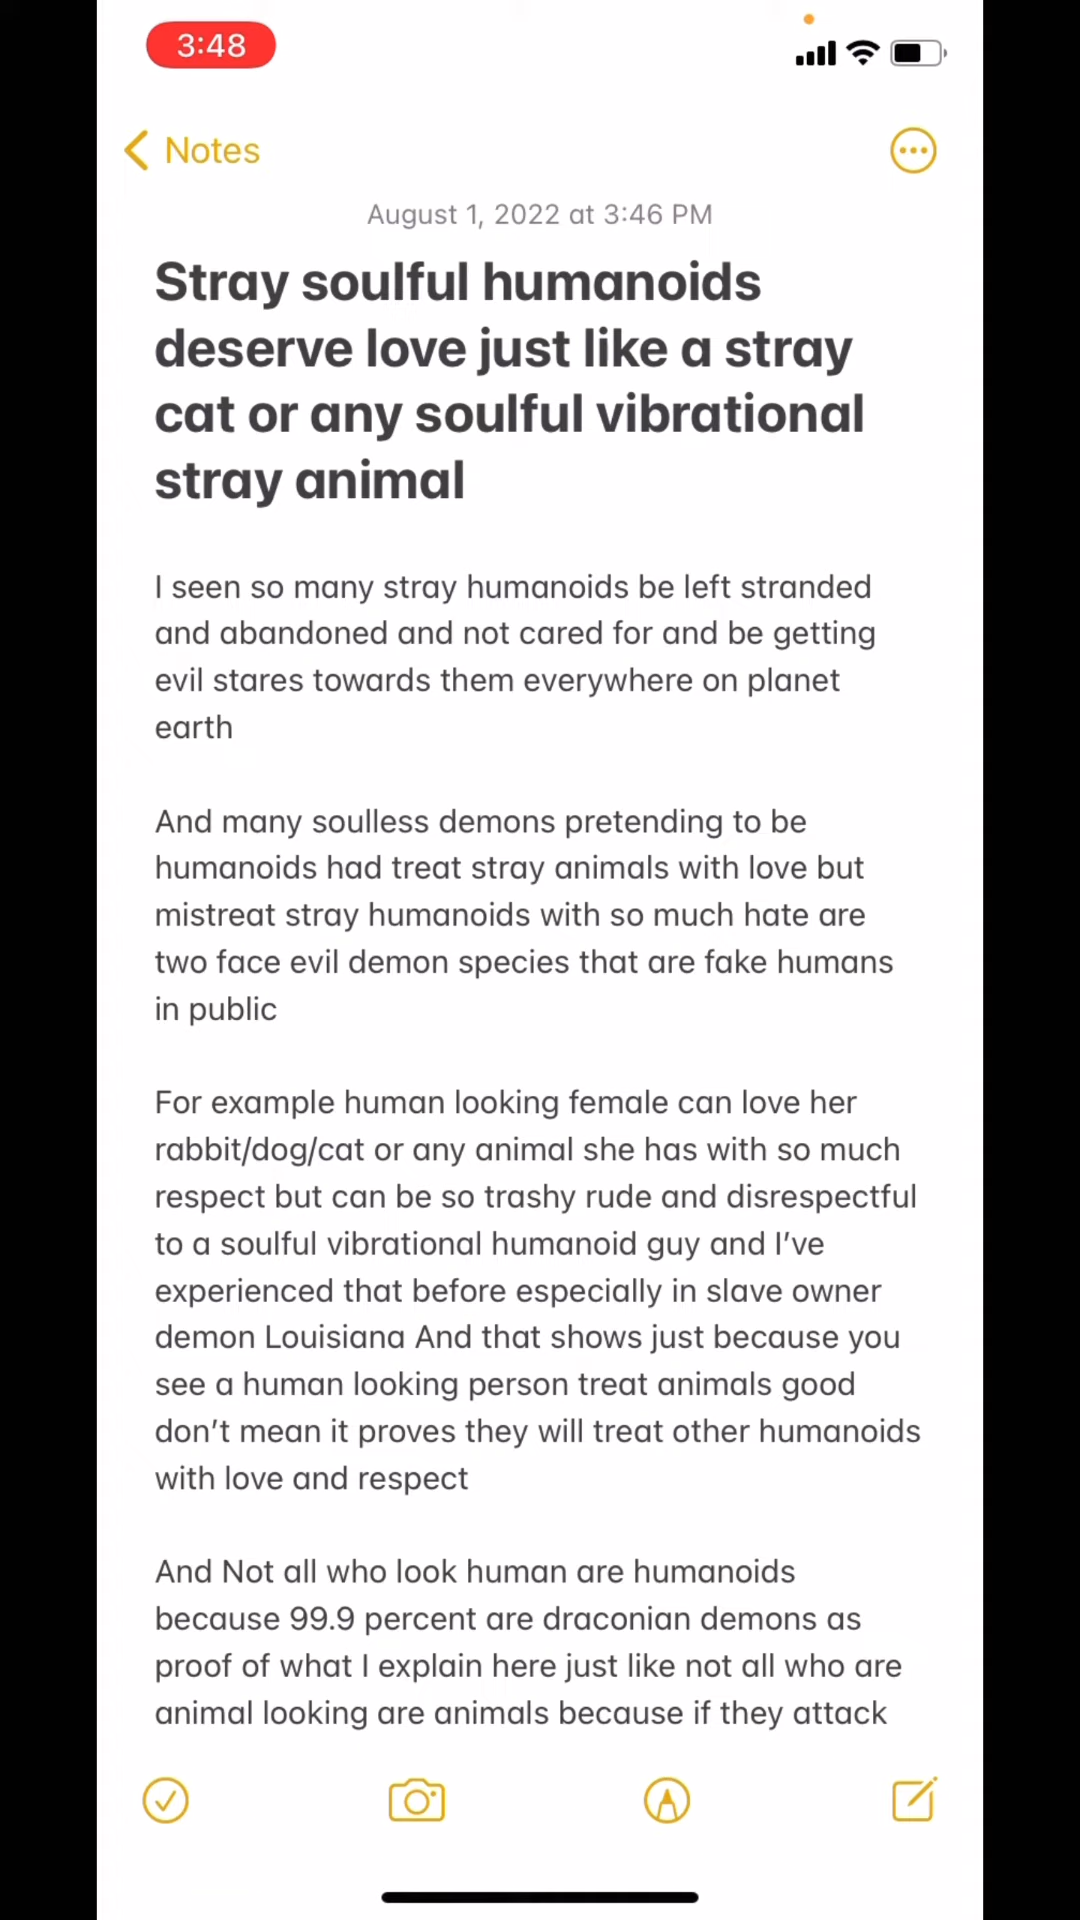 3:48
Notes
August 1, 2022 at 3:46 PM
Stray soulful humanoids
deserve love just like a stray
cat or any soulful vibrational
stray animal
I seen so many stray humanoids be left stranded
and abandoned and not cared for and be getting
evil stares towards them everywhere on planet
earth
And many soulless demons pretending to be
humanoids had treat stray animals with love but
mistreat stray humanoids with so much hate are
two face evil demon species that are fake humans
in public
For example human looking female can love her
rabbit/dog/cat or any animal she has with so much
respect but can be so trashy rude and disrespectful
to a soulful vibrational humanoid guy and I’ve
experienced that before especially in slave owner
demon Louisiana And that shows just because you
see a human looking person treat animals good
don’t mean it proves they will treat other humanoids
with love and respect
And Not all who look human are humanoids
because 99.9 percent are draconian demons as
proof of what I explain here just like not all who are
animal looking are animals because if they attack